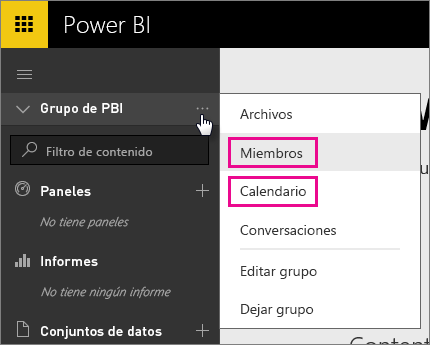 Power BI
Grupo de PBI ...
Archivos
Filtro de contenido
Miembros
Paneles
Calendario
No tiene paneles
Conversaciones
Informes
Editar grupo
No tiene ningún informe
Dejar grupo
Conjuntos de datos